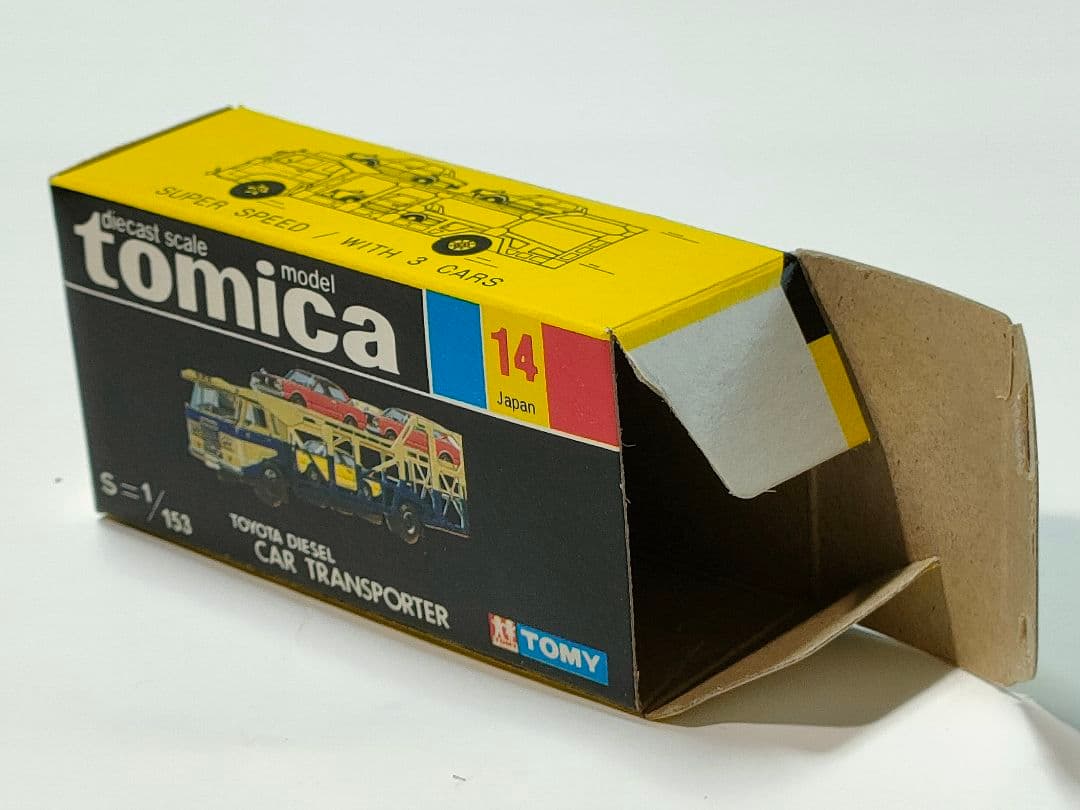 SUPER SPEED / WITH 3 CARS
diecast scale
model
tomica
14
Japan
S=1/153
TOYOTA DIESEL
CAR TRANSPORTER
TOMY